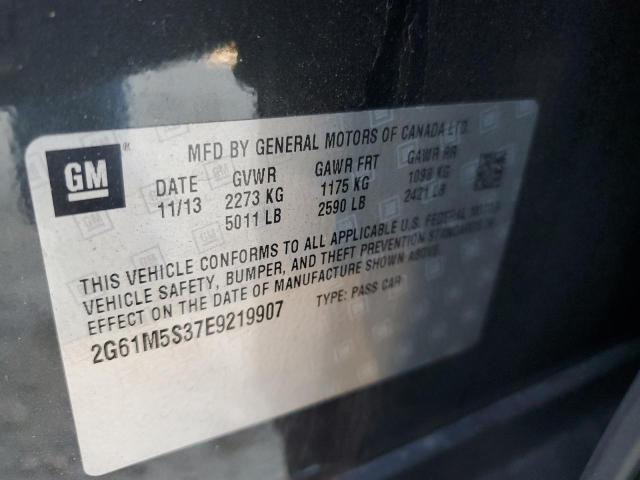 GM
MFD BY GENERAL MOTORS OF CANADA LTD.
DATE GVWR GAWR FRT GAWR RR
11/13 2273 KG 1175 KG 1098 KG
5011 LB 2590 LB 2421 LB
THIS VEHICLE CONFORMS TO ALL APPLICABLE U.S. FEDERAL MOTOR
VEHICLE SAFETY, BUMPER, AND THEFT PREVENTION STANDARDS IN
EFFECT ON THE DATE OF MANUFACTURE SHOWN ABOVE.
2G61M5S37E9219907 TYPE: PASS CAR